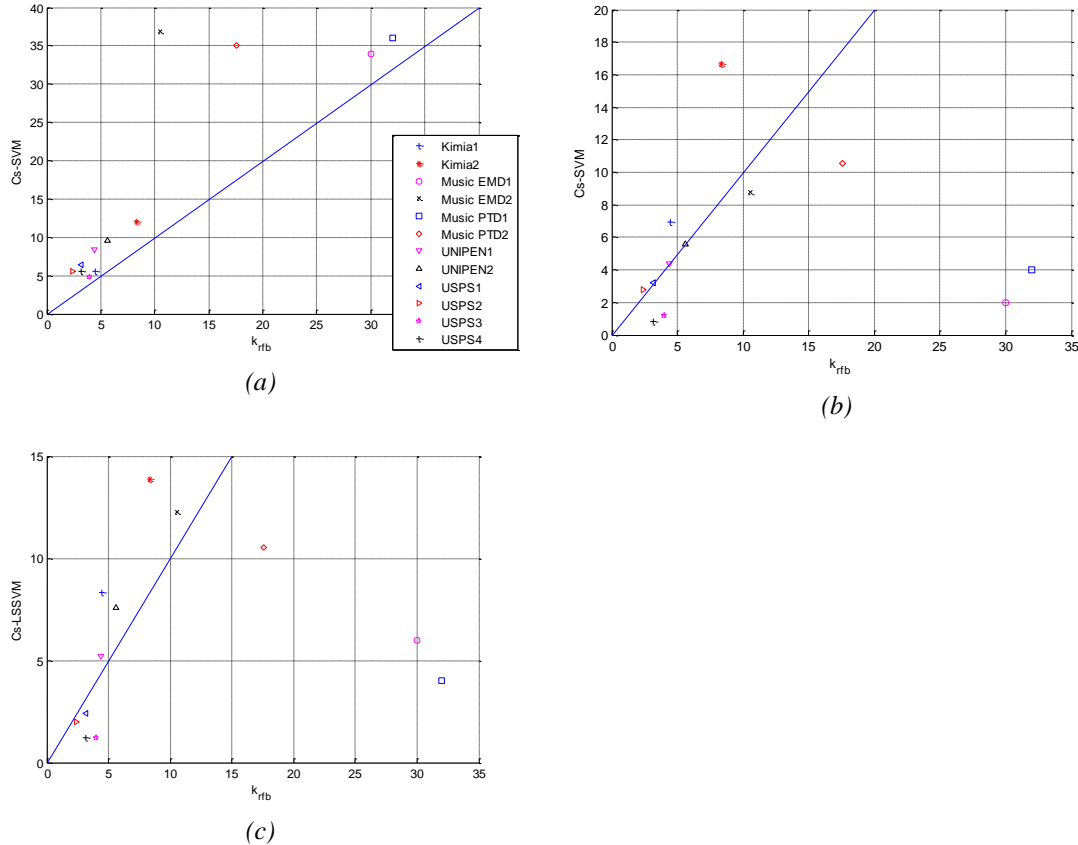 40
35
30
25
20
15
10
5
0
Cs-SVM
0 5 10 15 20 25 30
k_rfb
Kimia1
Kimia2
Music EMD1
Music EMD2
Music PTD1
Music PTD2
UNIPEN1
UNIPEN2
USPS1
USPS2
USPS3
USPS4
(a)
20
18
16
14
12
10
8
6
4
2
0
Cs-SVM
0 5 10 15 20 25 30 35
k_rfb
(b)
15
10
5
0
Cs-LSSVM
0 5 10 15 20 25 30 35
k_rfb
(c)